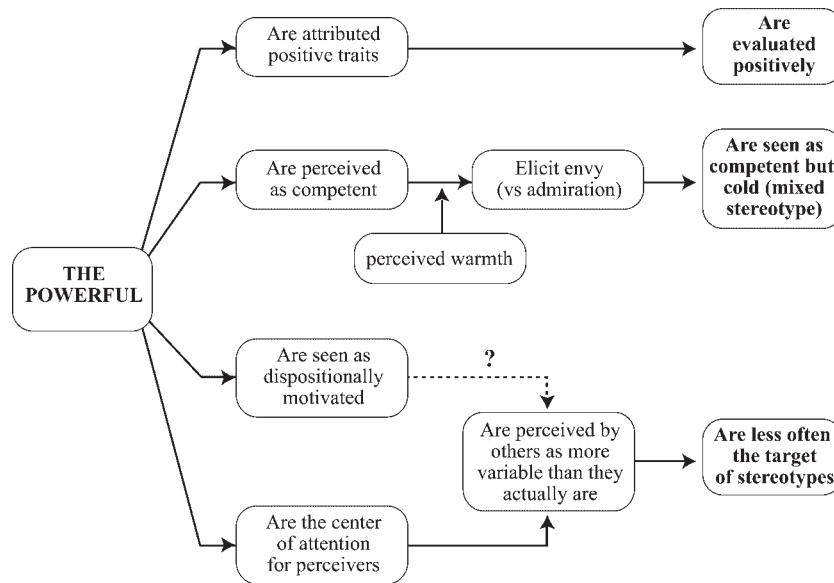 Are attributed
positive traits
Are
evaluated
positively
Are perceived
as competent
Elicit envy
(vs admiration)
Are seen as
competent but
cold (mixed
stereotype)
perceived warmth
THE
POWERFUL
Are seen as
dispositionally
motivated
?
Are perceived by
others as more
variable than they
actually are
Are less often
the target
of stereotypes
Are the center
of attention
for perceivers